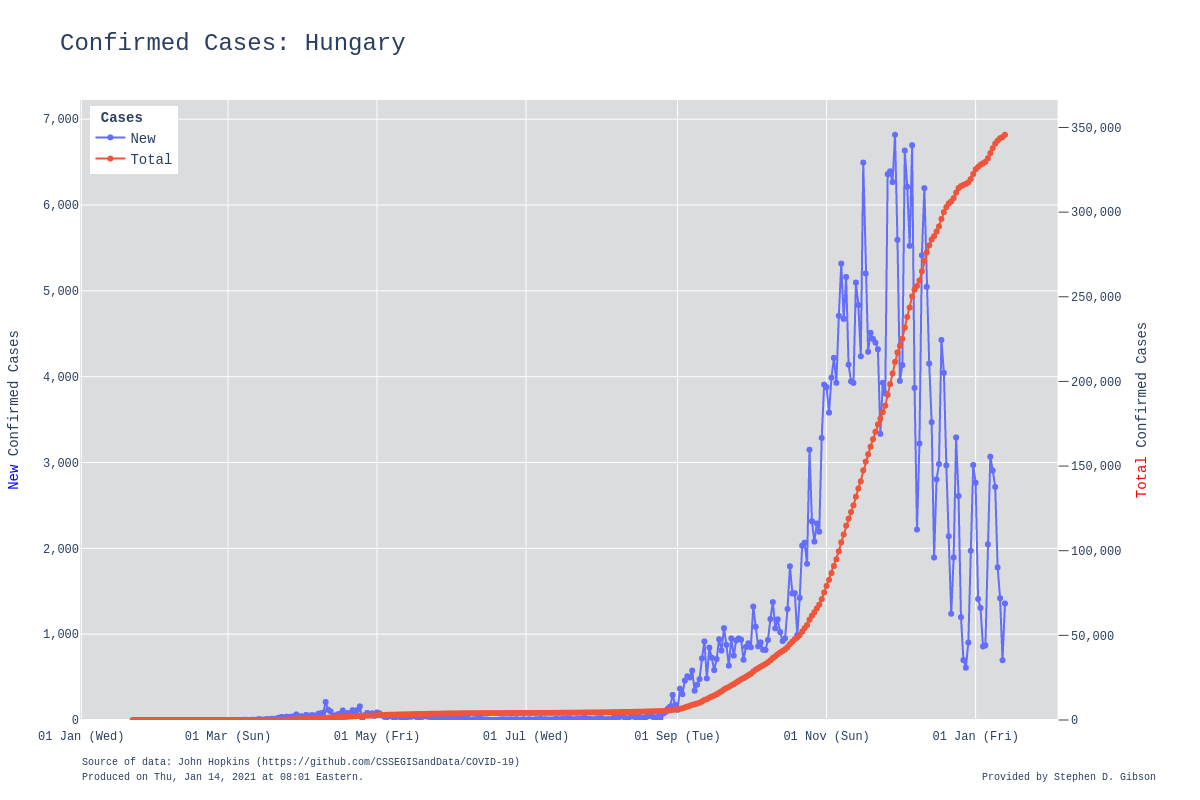 Confirmed Cases: Hungary
Cases
New
Total
7,000
6,000
5,000
4,000
3,000
2,000
1,000
0
New Confirmed Cases
350,000
300,000
250,000
200,000
150,000
100,000
50,000
0
Total Confirmed Cases
01 Jan (Wed)
01 Mar (Sun)
01 May (Fri)
01 Jul (Wed)
01 Sep (Tue)
01 Nov (Sun)
01 Jan (Fri)
Source of data: John Hopkins (https://github.com/CSSEGISandData/COVID-19)
Produced on Thu, Jan 14, 2021 at 08:01 Eastern.
Provided by Stephen D. Gibson